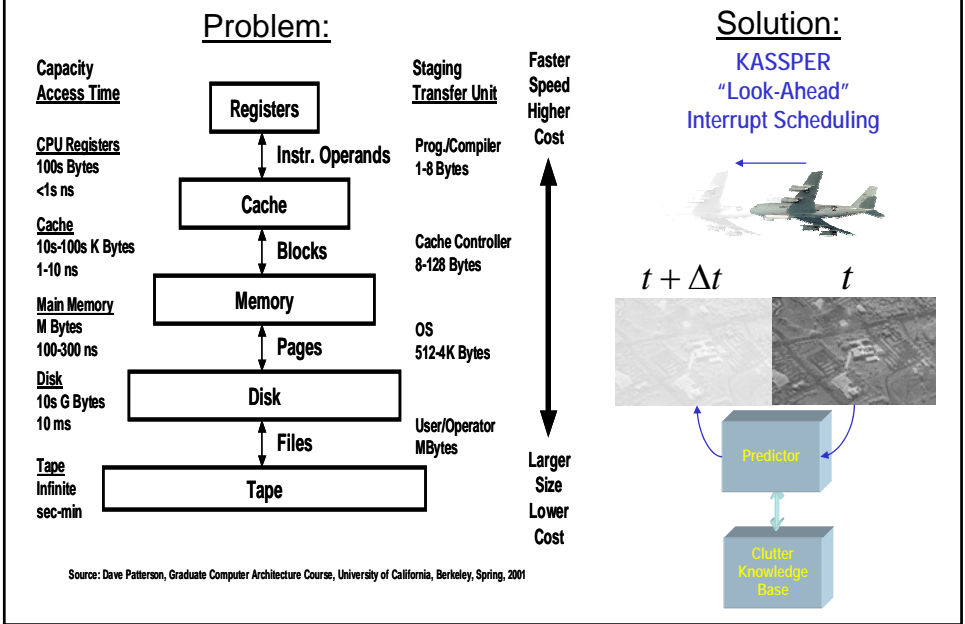 Problem:
Capacity
Access Time
CPU Registers
100s Bytes
<1s ns
Cache
10s-100s K Bytes
1-10 ns
Main Memory
M Bytes
100-300 ns
Disk
10s G Bytes
10 ms
Tape
Infinite
sec-min
Registers
Instr. Operands
Cache
Blocks
Memory
Pages
Disk
Files
Tape
Staging
Transfer Unit
Prog./Compiler
1-8 Bytes
Cache Controller
8-128 Bytes
OS
512-4K Bytes
User/Operator
MBytes
Faster
Speed
Higher
Cost
Larger
Size
Lower
Cost
Source: Dave Patterson, Graduate Computer Architecture Course, University of California, Berkeley, Spring, 2001
Solution:
KASSPER
“Look-Ahead”
Interrupt Scheduling
t + Δt
t
Predictor
Clutter
Knowledge
Base